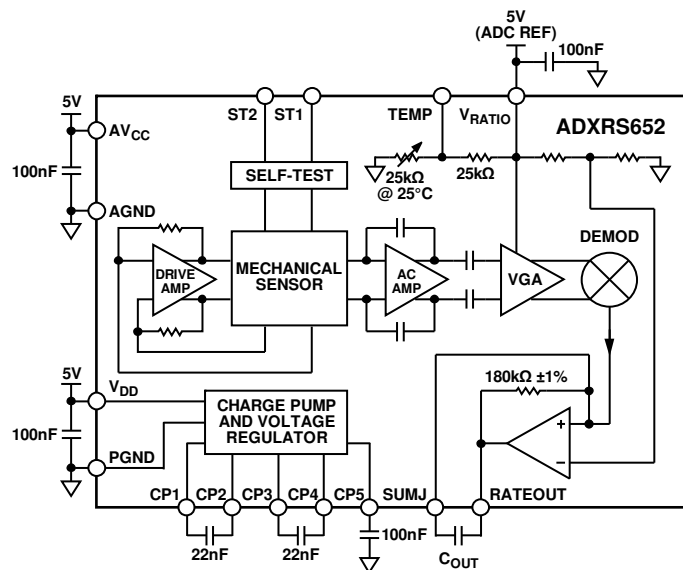 5V
(ADC REF)
100nF
5V
ST2
ST1
TEMP
VRATIO
ADXRS652
AVCC
100nF
25kΩ
@ 25°C
25kΩ
SELF-TEST
AGND
DEMOD
DRIVE
AMP
MECHANICAL
SENSOR
AC
AMP
VGA
5V
VDD
180kΩ ±1%
CHARGE PUMP
AND VOLTAGE
REGULATOR
100nF
+
−
PGND
CP1
CP2
CP3
CP4
CP5
SUMJ
RATEOUT
22nF
22nF
100nF
COUT